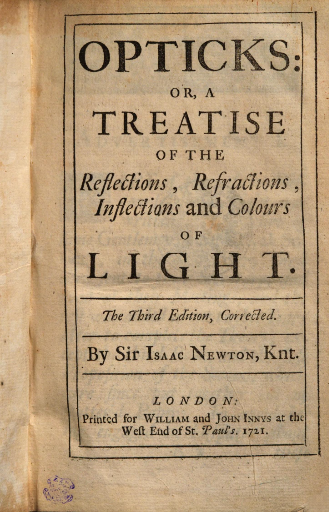 OPTICKS:
OR, A
TREATISE
OF THE
Reflections, Refractions,
Inflections and Colours
OF
LIGHT.
The Third Edition, Corrected.
By Sir ISAAC NEWTON, Knt.
LONDON:
Printed for WILLIAM and JOHN INNYS at the
West End of St. Paul's. 1721.